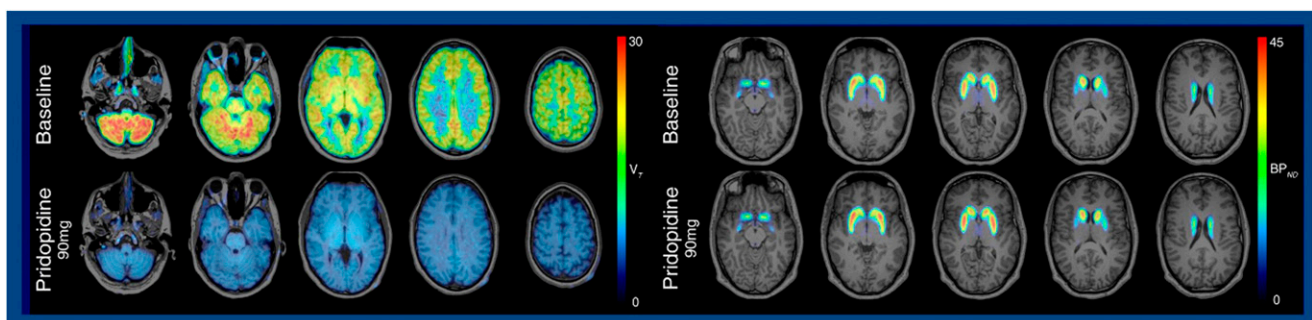 Baseline
Pridopidine
90mg
30
V_T
0
Baseline
Pridopidine
90mg
45
BP_ND
0